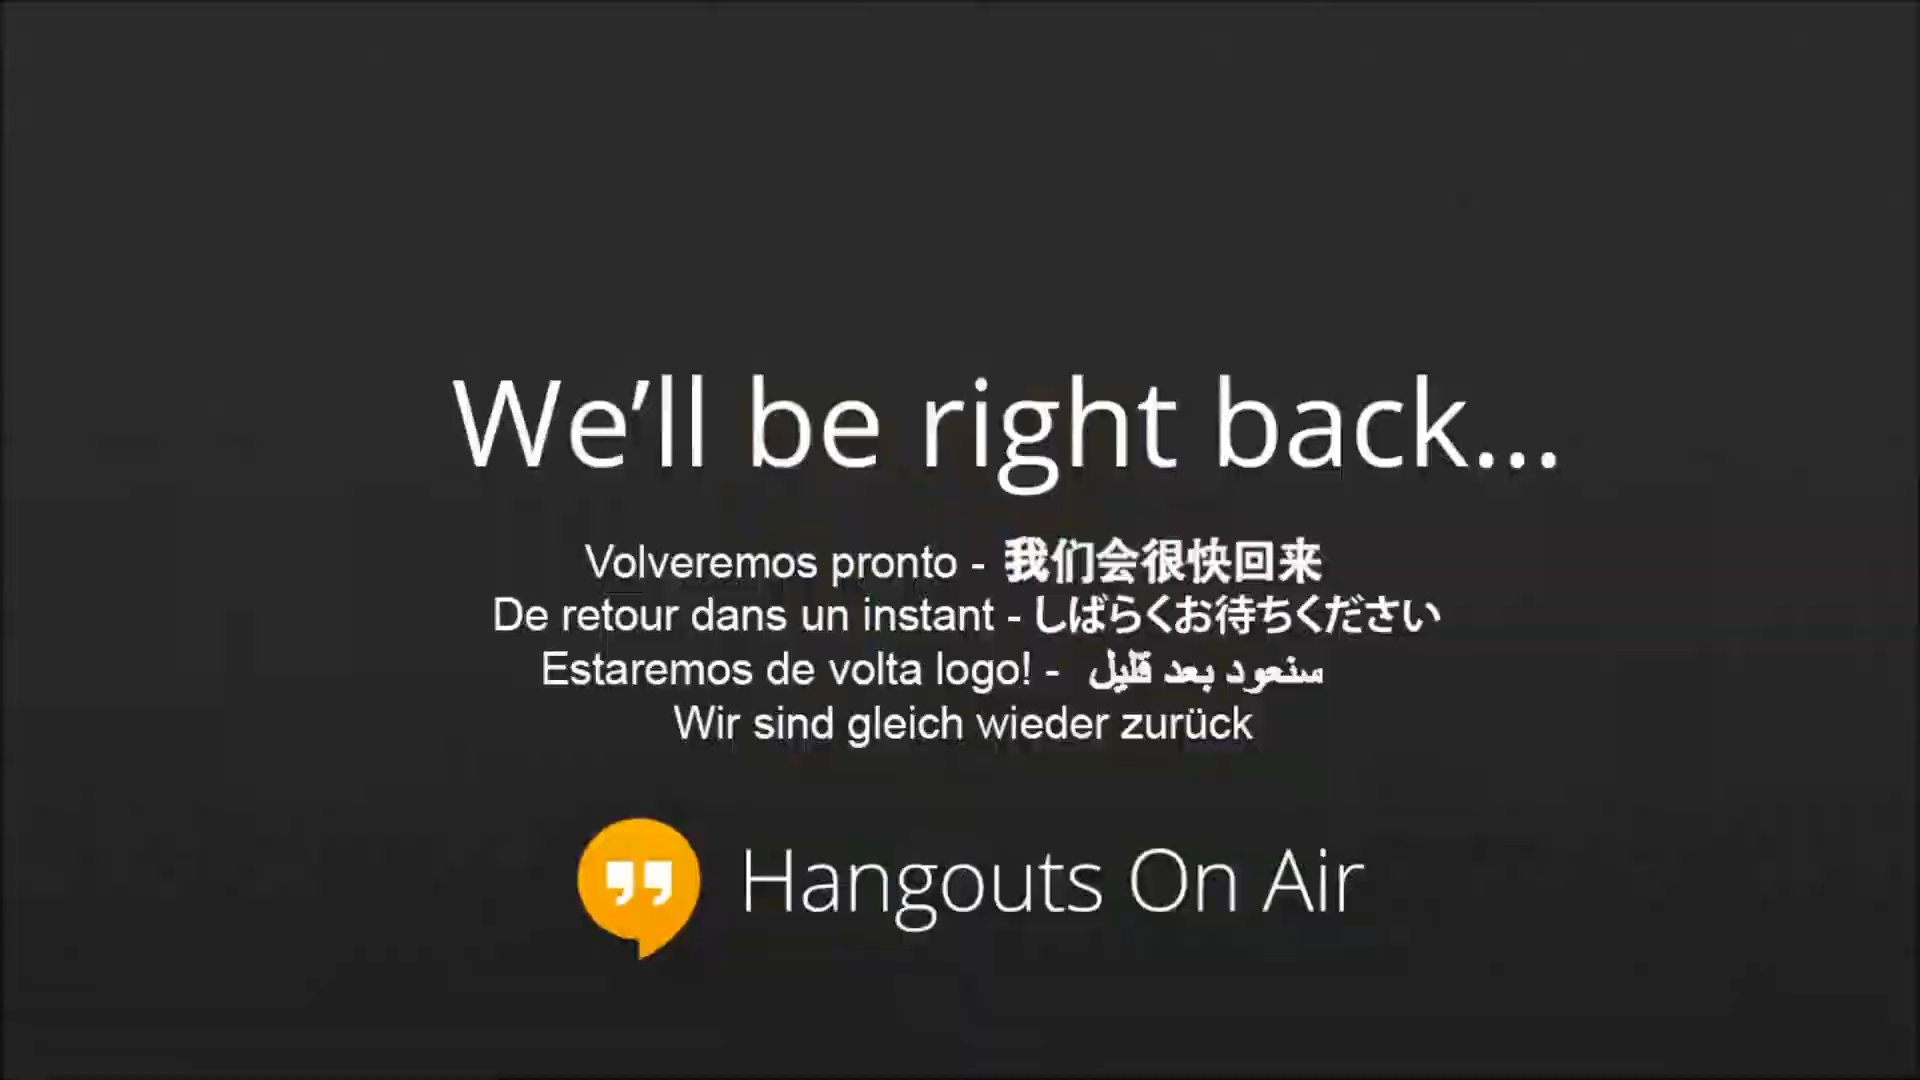 We’ll be right back...
Volveremos pronto - 我们会很快回来
De retour dans un instant - しばらくお待ちください
Estaremos de volta logo! - سنعود بعد قليل
Wir sind gleich wieder zurück
Hangouts On Air